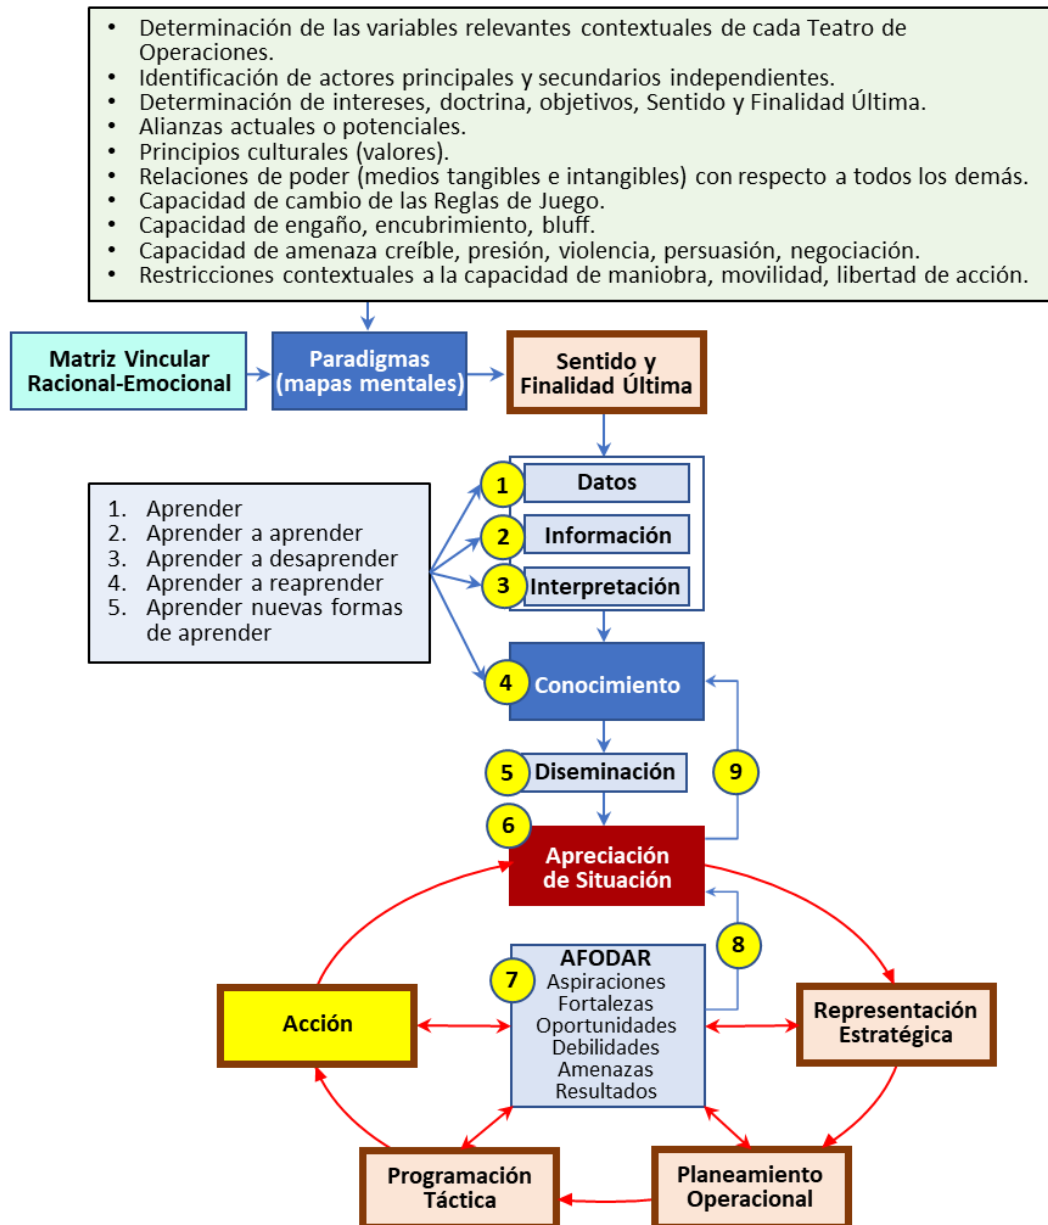 • Determinación de las variables relevantes contextuales de cada Teatro de
Operaciones.
• Identificación de actores principales y secundarios independientes.
• Determinación de intereses, doctrina, objetivos, Sentido y Finalidad Última.
• Alianzas actuales o potenciales.
• Principios culturales (valores).
• Relaciones de poder (medios tangibles e intangibles) con respecto a todos los demás.
• Capacidad de cambio de las Reglas de Juego.
• Capacidad de engaño, encubrimiento, bluff.
• Capacidad de amenaza creíble, presión, violencia, persuasión, negociación.
• Restricciones contextuales a la capacidad de maniobra, movilidad, libertad de acción.
Matriz Vincular
Racional-Emocional
Paradigmas
(mapas mentales)
Sentido y
Finalidad Última
1. Aprender
2. Aprender a aprender
3. Aprender a desaprender
4. Aprender a reaprender
5. Aprender nuevas formas
de aprender
1 Datos
2 Información
3 Interpretación
4 Conocimiento
5 Diseminación
9
6
Apreciación
de Situación
8
7
AFODAR
Aspiraciones
Fortalezas
Oportunidades
Debilidades
Amenazas
Resultados
Acción
Representación
Estratégica
Programación
Táctica
Planeamiento
Operacional